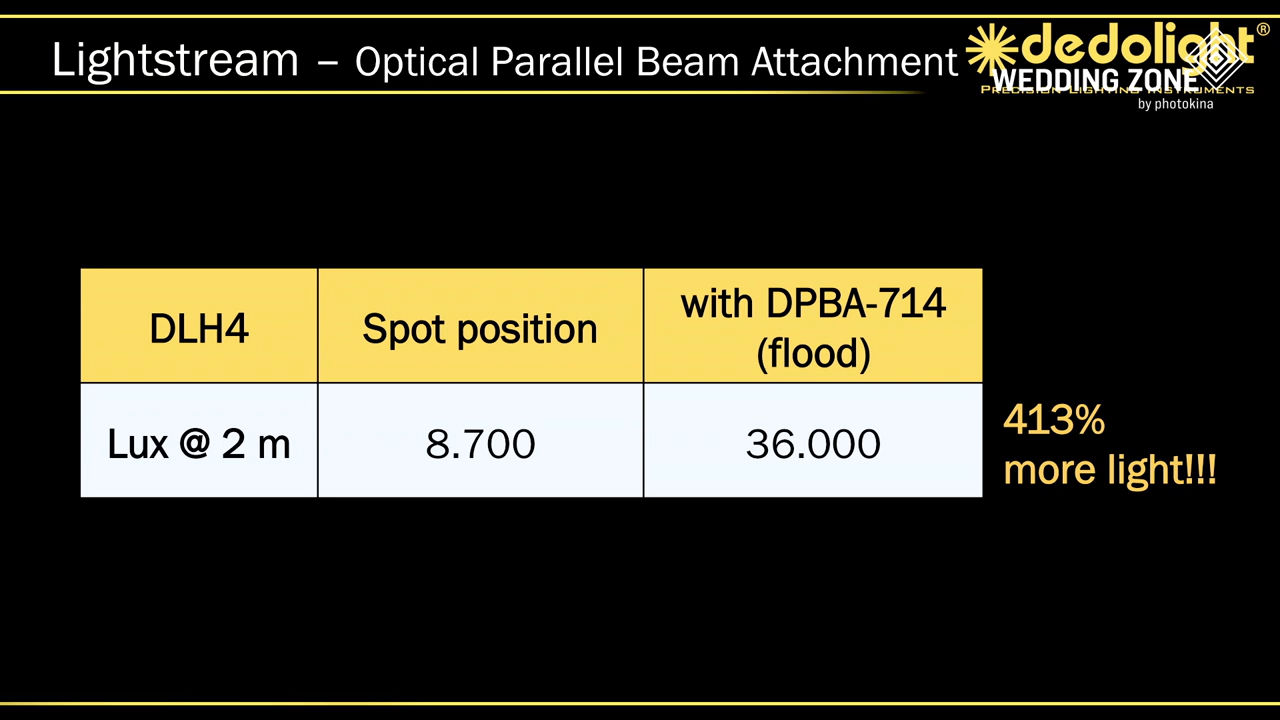 Lightstream – Optical Parallel Beam Attachment
dedolight®
PRECISION LIGHTING INSTRUMENTS
WEDDING ZONE
by photokina
DLH4
Spot position
with DPBA-714
(flood)
Lux @ 2 m
8.700
36.000
413%
more light!!!